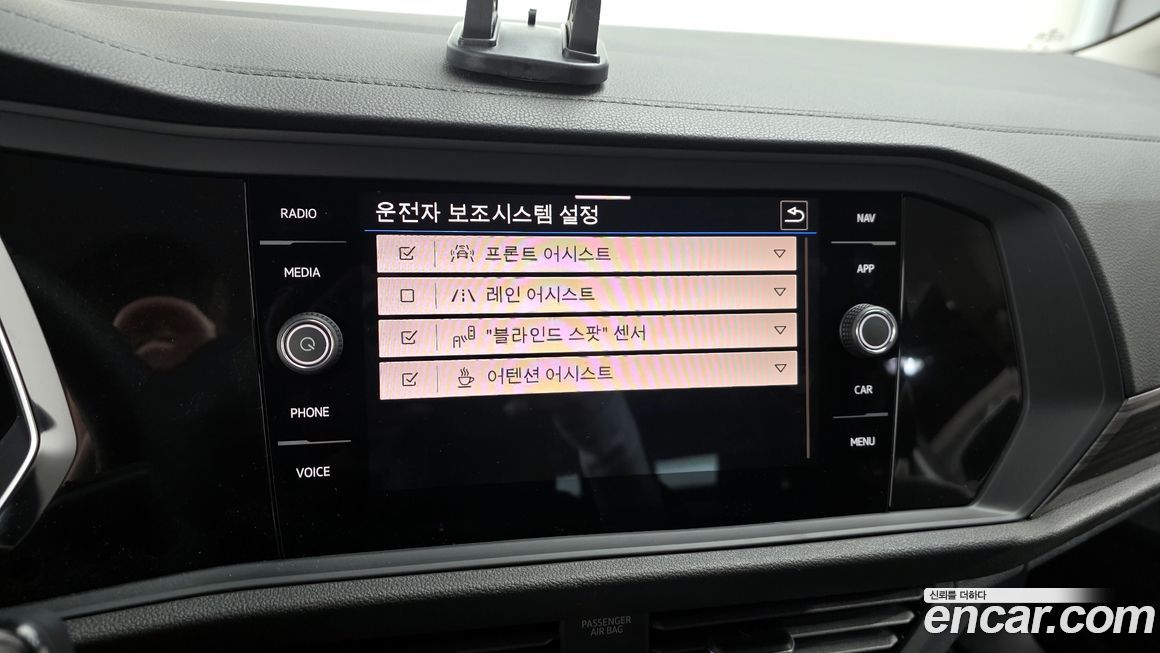 RADIO
MEDIA
PHONE
VOICE
운전자 보조시스템 설정
프론트 어시스트
레인 어시스트
"블라인드 스팟" 센서
어텐션 어시스트
NAV
APP
CAR
MENU
PASSENGER
AIR BAG
신뢰를 더하다
encar.com